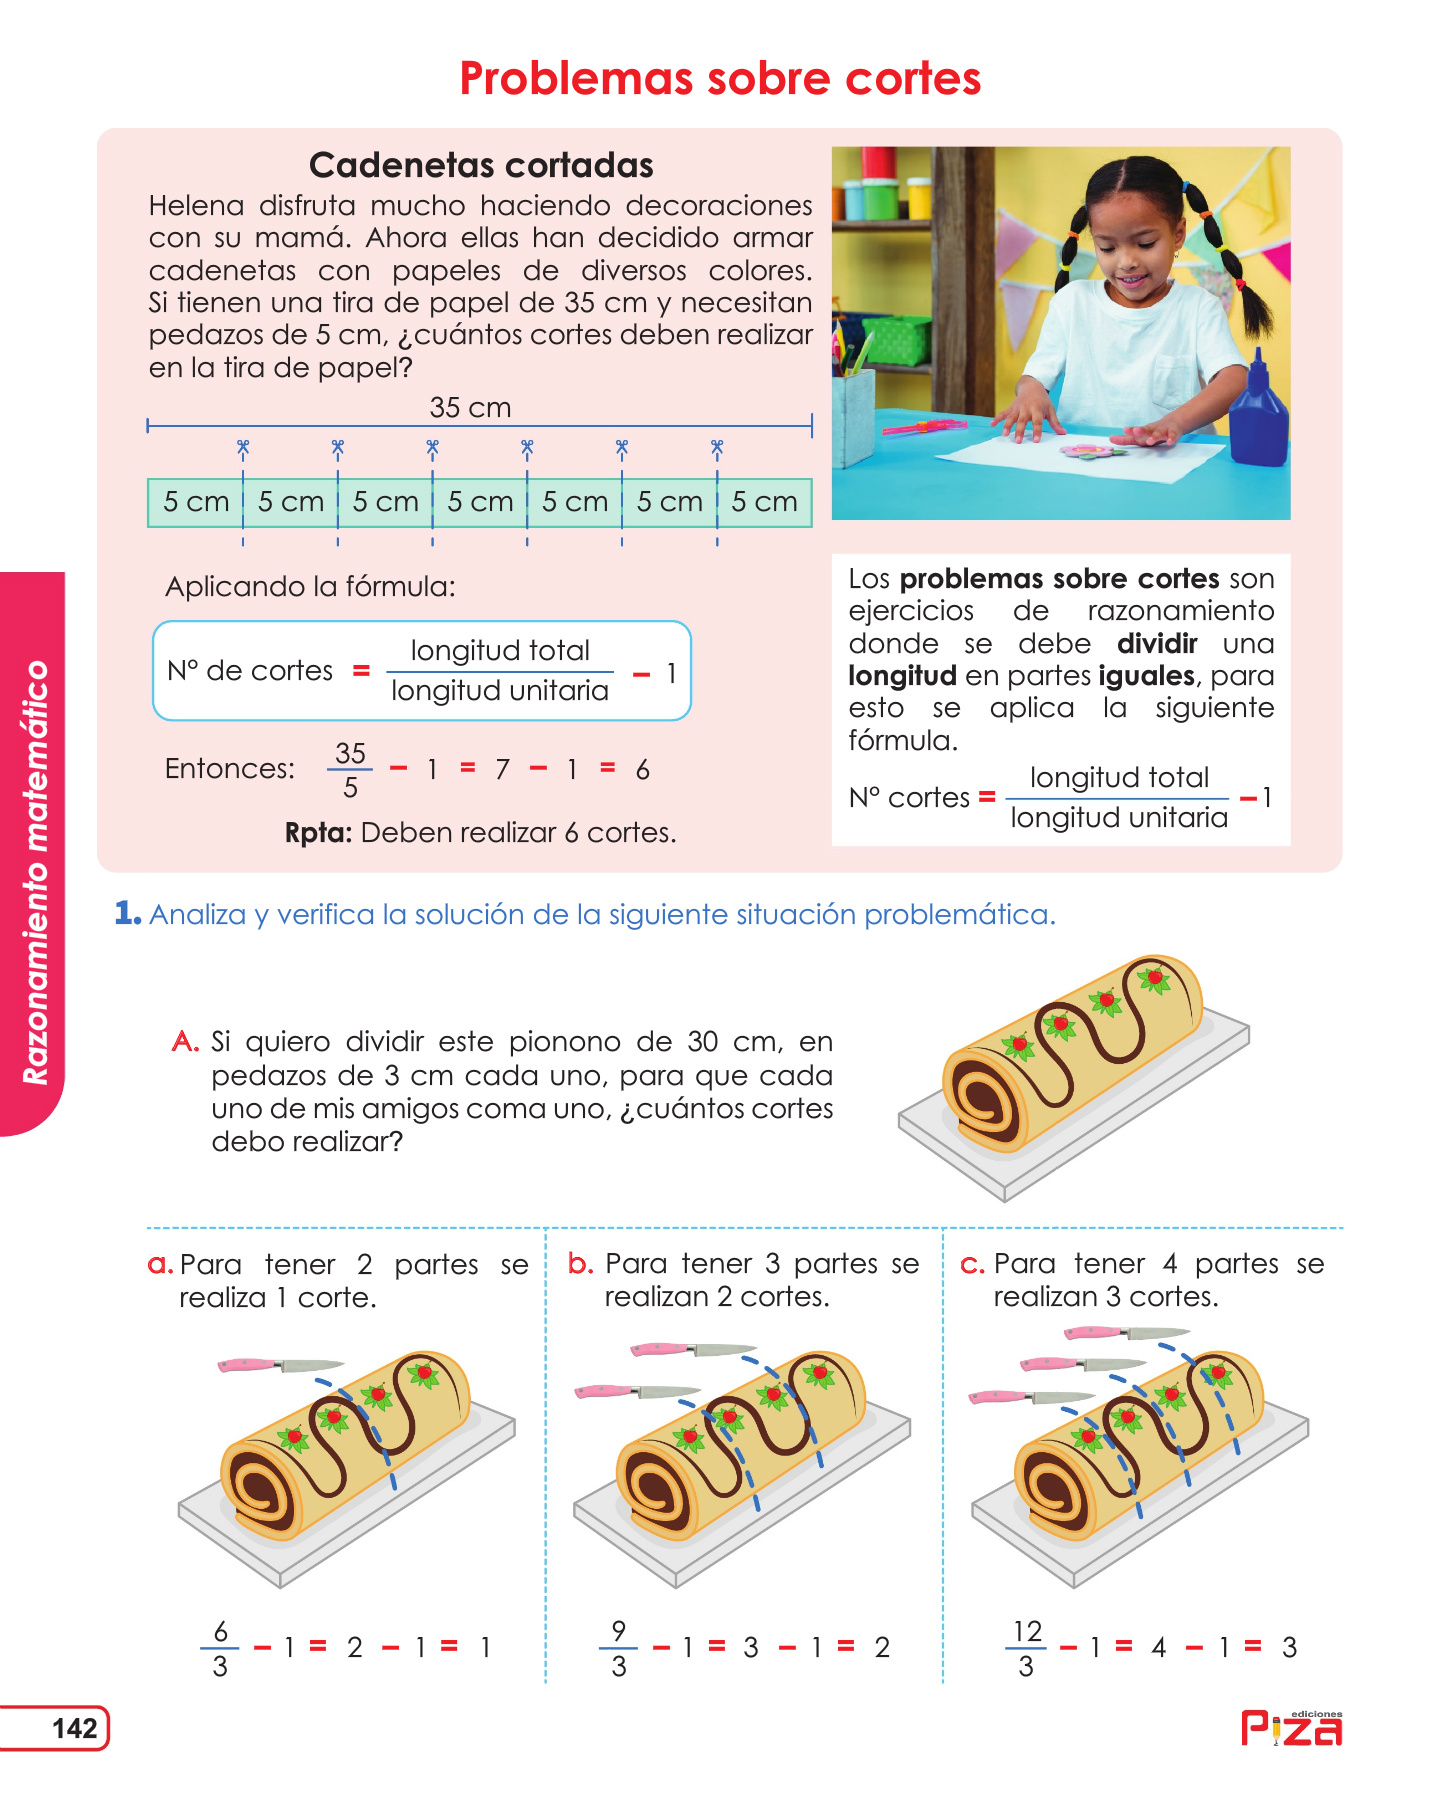 Problemas sobre cortes
Cadenetas cortadas
Helena disfruta mucho haciendo decoraciones
con su mamá. Ahora ellas han decidido armar
cadenetas con papeles de diversos colores.
Si tienen una tira de papel de 35 cm y necesitan
pedazos de 5 cm, ¿cuántos cortes deben realizar
en la tira de papel?
35 cm
5 cm 5 cm 5 cm 5 cm 5 cm 5 cm 5 cm
Aplicando la fórmula:
N° de cortes = longitud total / longitud unitaria − 1
Entonces: 35/5 − 1 = 7 − 1 = 6
Rpta: Deben realizar 6 cortes.
Los problemas sobre cortes son
ejercicios de razonamiento
donde se debe dividir una
longitud en partes iguales, para
esto se aplica la siguiente
fórmula.
N° cortes = longitud total / longitud unitaria −1
Razonamiento matemático
1. Analiza y verifica la solución de la siguiente situación problemática.
A. Si quiero dividir este pionono de 30 cm, en
pedazos de 3 cm cada uno, para que cada
uno de mis amigos coma uno, ¿cuántos cortes
debo realizar?
a. Para tener 2 partes se
realiza 1 corte.
6/3 − 1 = 2 − 1 = 1
b. Para tener 3 partes se
realizan 2 cortes.
9/3 − 1 = 3 − 1 = 2
c. Para tener 4 partes se
realizan 3 cortes.
12/3 − 1 = 4 − 1 = 3
142
ediciones
Piza